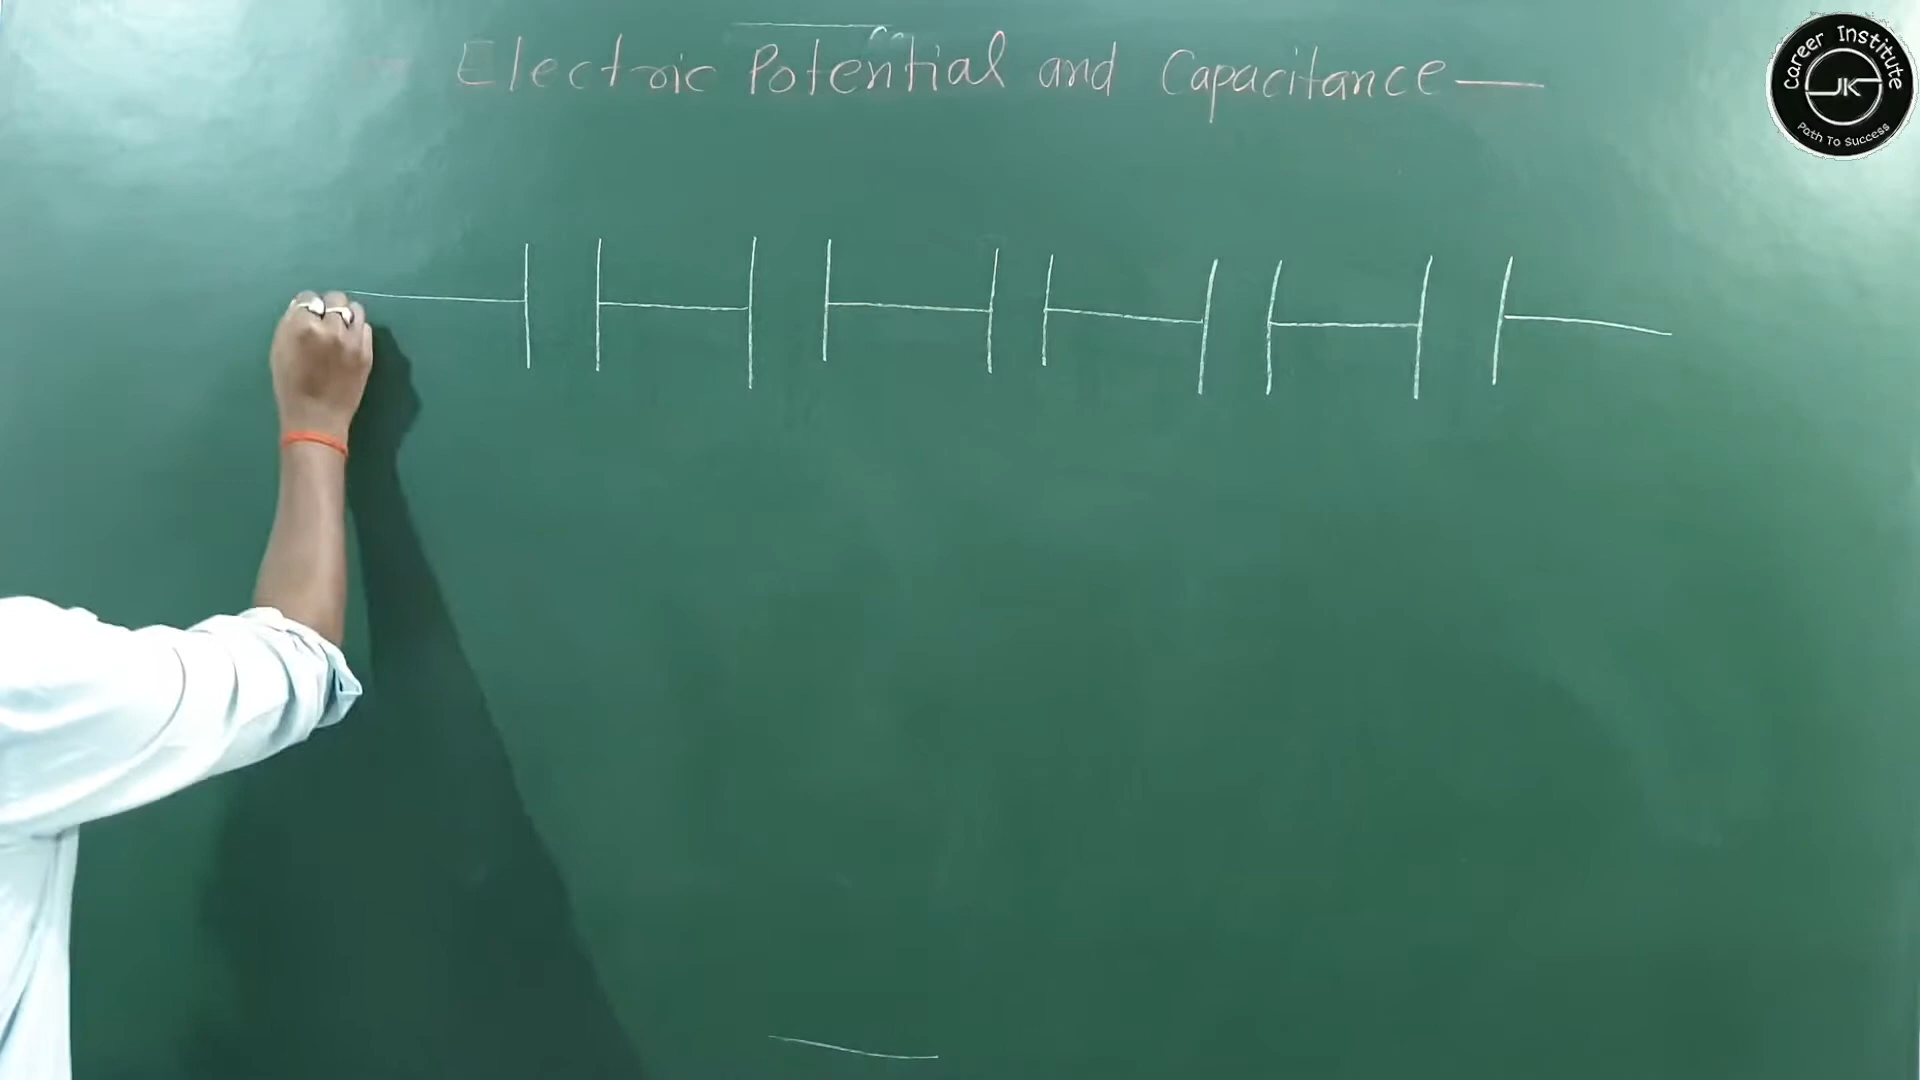 Electric Potential and Capacitance —
Career Institute
JK
Path To Success